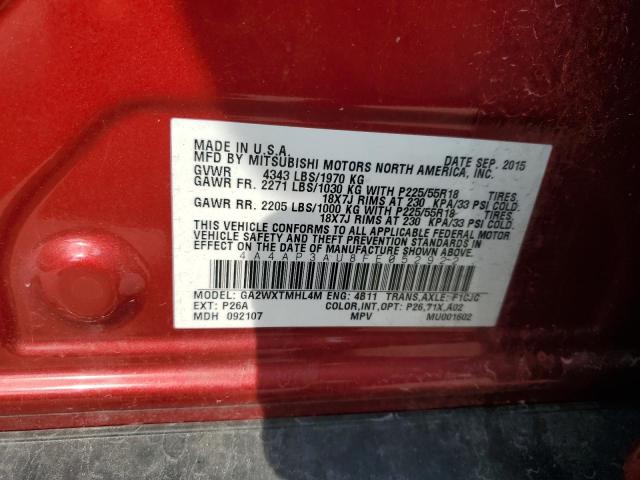 MADE IN U.S.A. DATE SEP. 2015
MFD BY MITSUBISHI MOTORS NORTH AMERICA, INC.
GVWR 4343 LBS/1970 KG
GAWR FR. 2271 LBS/1030 KG WITH P225/55R18 TIRES,
18X7J RIMS AT 230 KPA/33 PSI COLD.
GAWR RR. 2205 LBS/1000 KG WITH P225/55R18 TIRES,
18X7J RIMS AT 230 KPA/33 PSI COLD.
THIS VEHICLE CONFORMS TO ALL APPLICABLE FEDERAL MOTOR
VEHICLE SAFETY AND THEFT PREVENTION STANDARDS IN
EFFECT ON THE DATE OF MANUFACTURE SHOWN ABOVE.
MODEL: GA2WXTMHL4M ENG: 4B11 TRANS,AXLE: F1CJC
EXT: P26A COLOR,INT,OPT: P26,71X,A02
MDH 092107 MPV MU001602